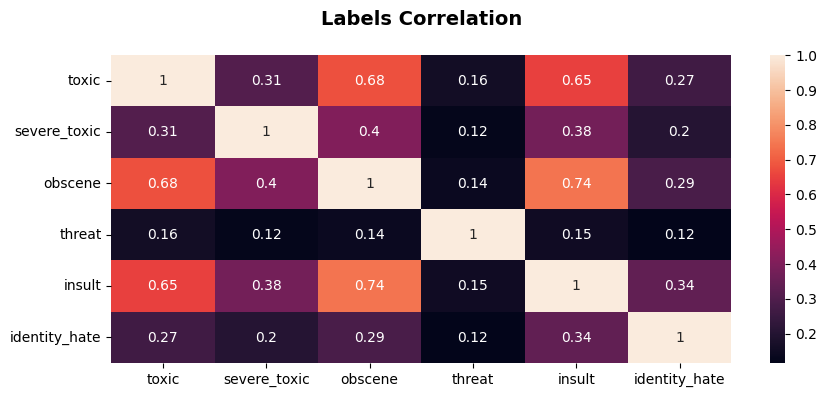 Labels Correlation
toxic 1 0.31 0.68 0.16 0.65 0.27
severe_toxic 0.31 1 0.4 0.12 0.38 0.2
obscene 0.68 0.4 1 0.14 0.74 0.29
threat 0.16 0.12 0.14 1 0.15 0.12
insult 0.65 0.38 0.74 0.15 1 0.34
identity_hate 0.27 0.2 0.29 0.12 0.34 1
toxic severe_toxic obscene threat insult identity_hate
1.0
0.9
0.8
0.7
0.6
0.5
0.4
0.3
0.2